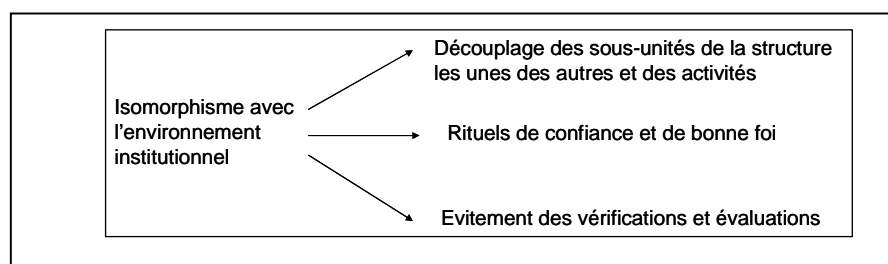 Découplage des sous-unités de la structure
les unes des autres et des activités
Isomorphisme avec
l'environnement
institutionnel
Rituels de confiance et de bonne foi
Evitement des vérifications et évaluations